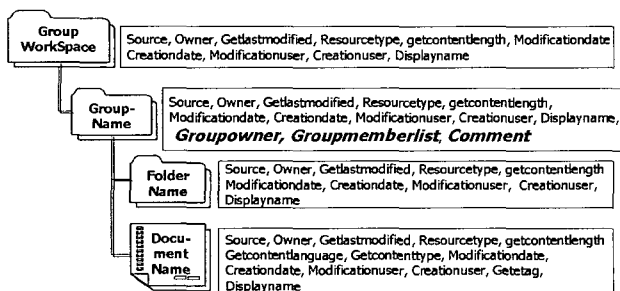 Group
WorkSpace
Source, Owner, Getlastmodified, Resourcetype, getcontentlength, Modificationdate
Creationdate, Modificationuser, Creationuser, Displayname
Group-
Name
Source, Owner, Getlastmodified, Resourcetype, getcontentlength,
Modificationdate, Creationdate, Modificationuser, Creationuser, Displayname,
Groupowner, Groupmemberlist, Comment
Folder
Name
Source, Owner, Getlastmodified, Resourcetype, getcontentlength
Modificationdate, Creationdate, Modificationuser, Creationuser,
Displayname
Docu-
ment
Name
Source, Owner, Getlastmodified, Resourcetype, getcontentlength
Getcontentlanguage, Getcontenttype, Modificationdate,
Creationdate, Modificationuser, Creationuser, Getetag,
Displayname